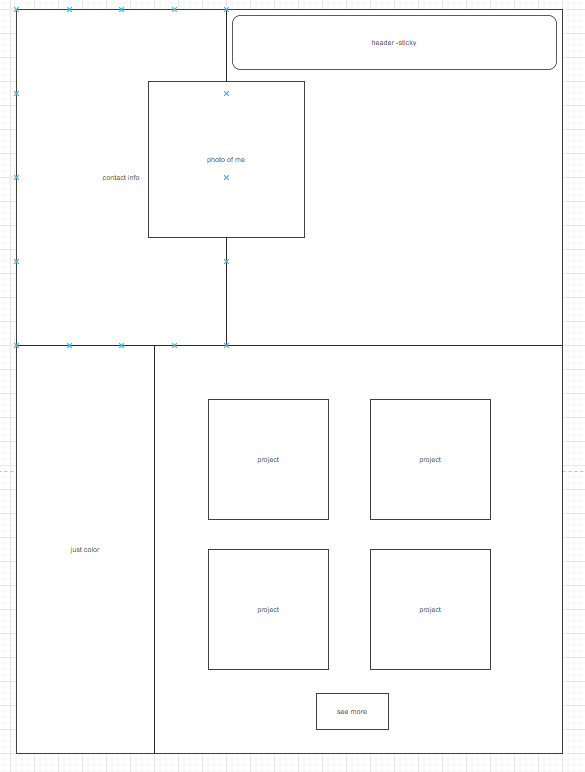 header -sticky
photo of me
contact info
project
project
just color
project
project
see more